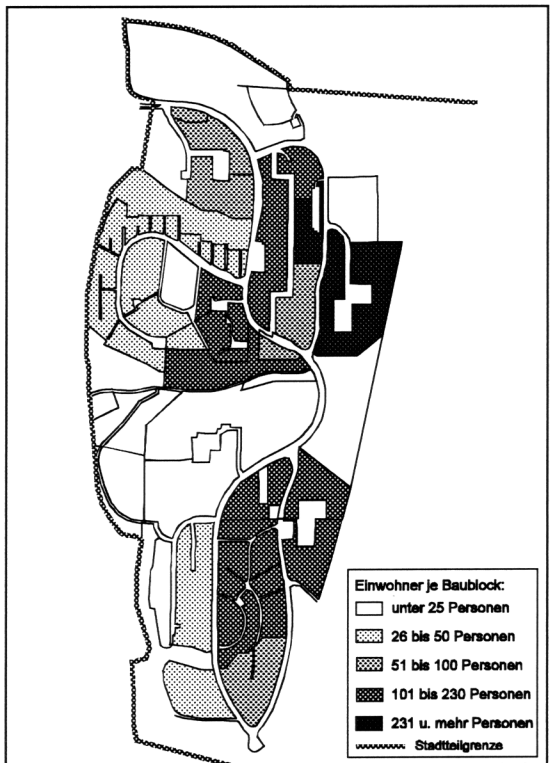 Einwohner je Baublock:
unter 25 Personen
26 bis 50 Personen
51 bis 100 Personen
101 bis 230 Personen
231 u. mehr Personen
Stadtteilgrenze